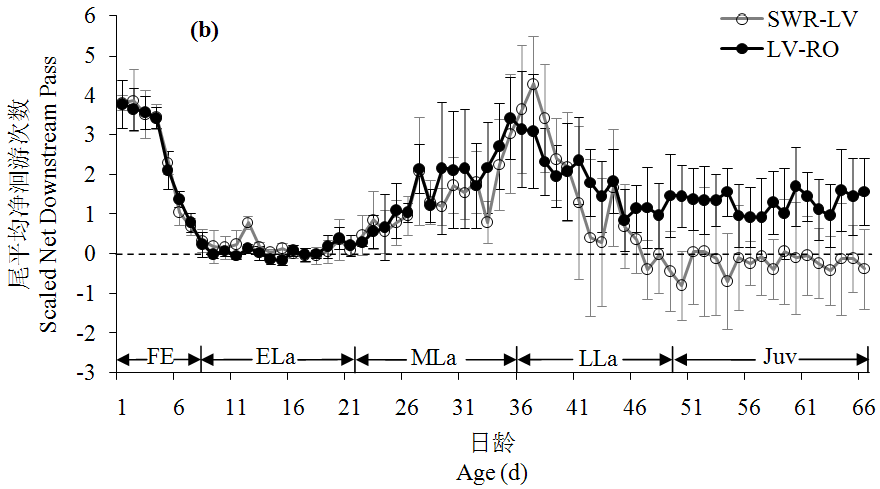 (b)
SWR-LV
LV-RO
尾平均净洄游次数
Scaled Net Downstream Pass
6
5
4
3
2
1
0
-1
-2
-3
FE
ELa
MLa
LLa
Juv
1 6 11 16 21 26 31 36 41 46 51 56 61 66
日龄
Age (d)